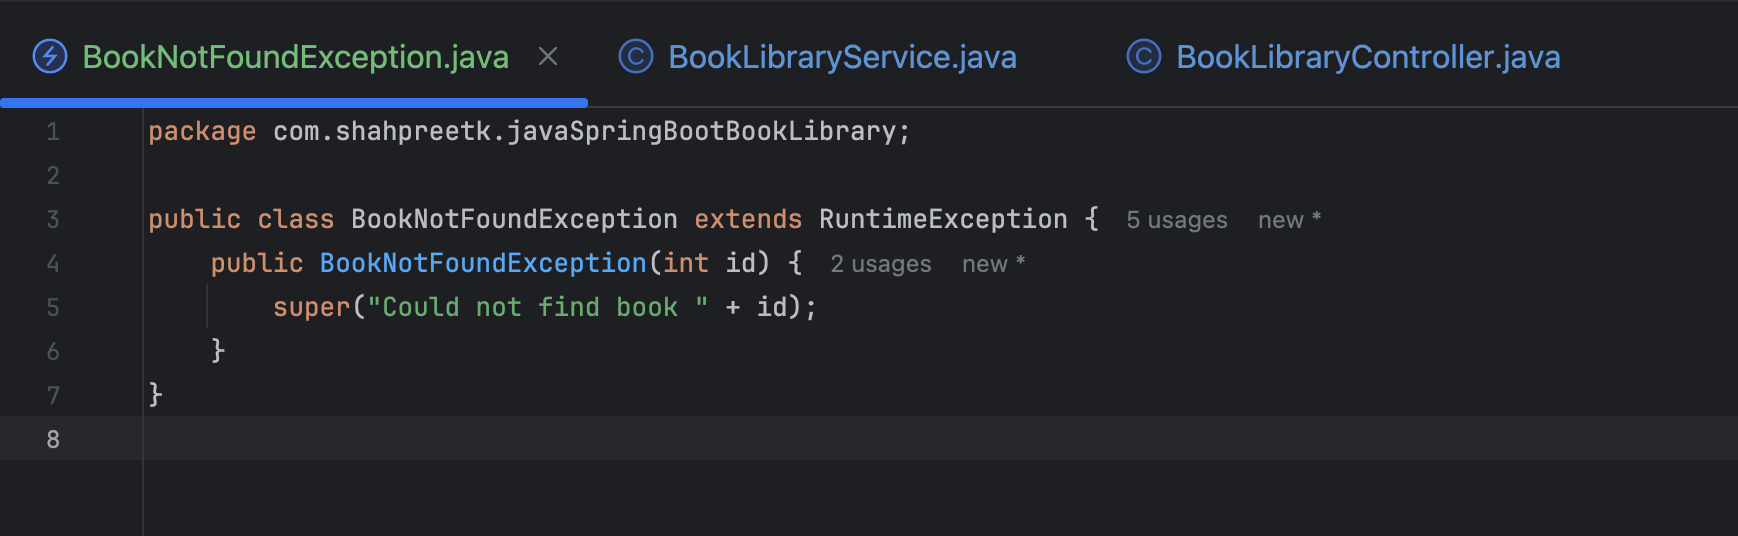 BookNotFoundException.java BookLibraryService.java BookLibraryController.java
1 package com.shahpreetk.javaSpringBootBookLibrary;
2
3 public class BookNotFoundException extends RuntimeException { 5 usages new *
4 public BookNotFoundException(int id) { 2 usages new *
5 super("Could not find book " + id);
6 }
7 }
8